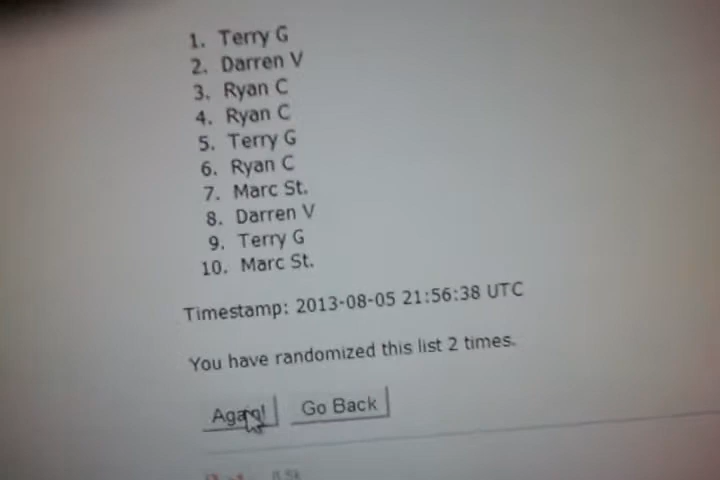 1. Terry G
2. Darren V
3. Ryan C
4. Ryan C
5. Terry G
6. Ryan C
7. Marc St.
8. Darren V
9. Terry G
10. Marc St.
Timestamp: 2013-08-05 21:56:38 UTC
You have randomized this list 2 times.
Again! Go Back